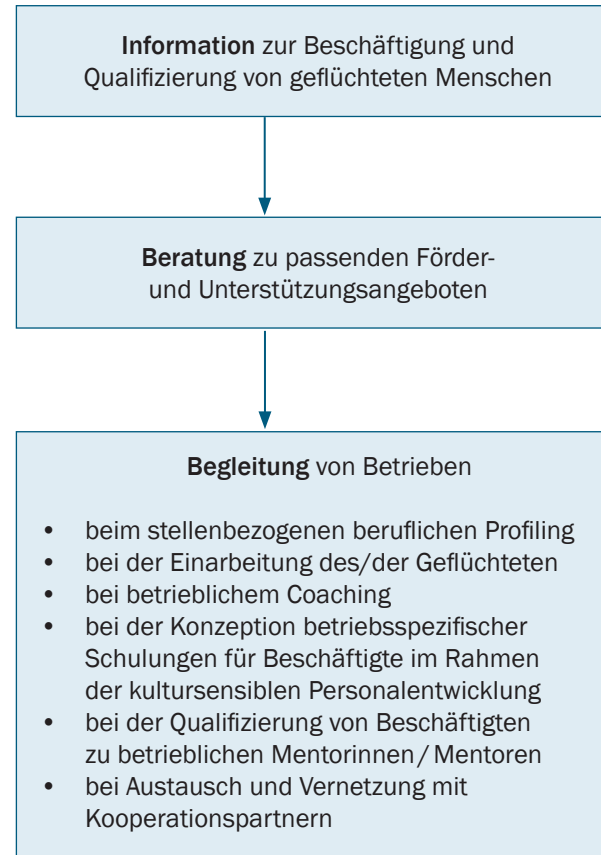 Information zur Beschäftigung und
Qualifizierung von geflüchteten Menschen
Beratung zu passenden Förder-
und Unterstützungsangeboten
Begleitung von Betrieben
• beim stellenbezogenen beruflichen Profiling
• bei der Einarbeitung des/der Geflüchteten
• bei betrieblichem Coaching
• bei der Konzeption betriebsspezifischer
Schulungen für Beschäftigte im Rahmen
der kultursensiblen Personalentwicklung
• bei der Qualifizierung von Beschäftigten
zu betrieblichen Mentorinnen / Mentoren
• bei Austausch und Vernetzung mit
Kooperationspartnern